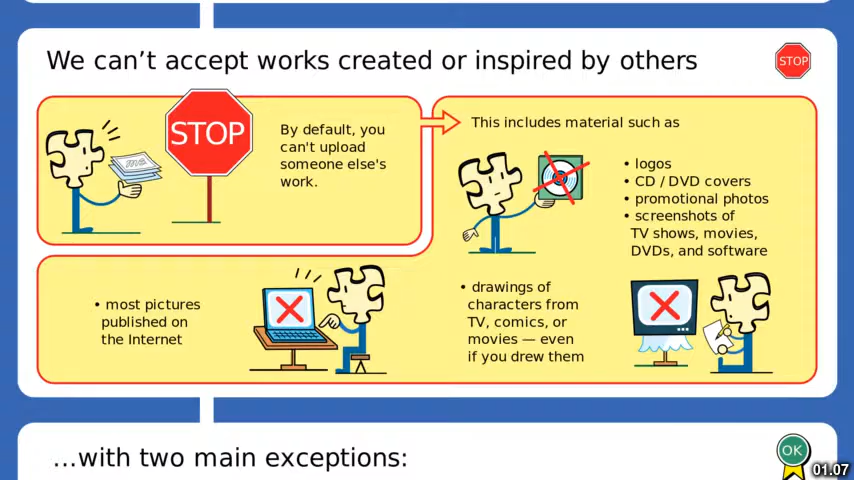 We can’t accept works created or inspired by others
STOP
STOP
By default, you
can't upload
someone else's
work.
This includes material such as
• logos
• CD / DVD covers
• promotional photos
• screenshots of
TV shows, movies,
DVDs, and software
• most pictures
published on
the Internet
• drawings of
characters from
TV, comics, or
movies — even
if you drew them
…with two main exceptions:
OK
01.07